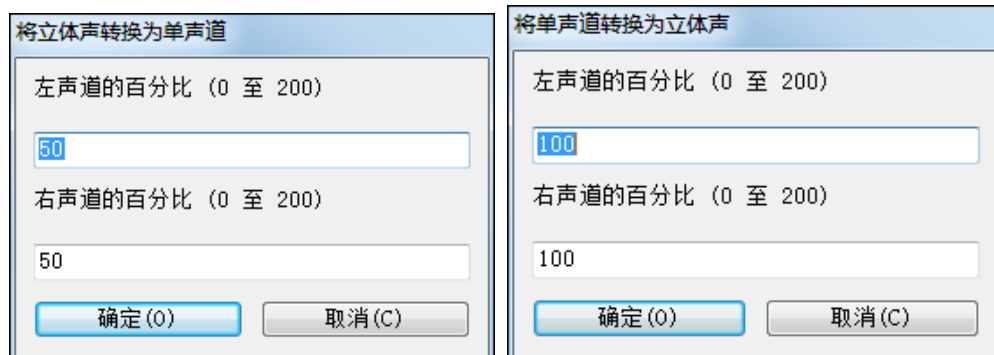 将立体声转换为单声道
左声道的百分比 (0 至 200)
50
右声道的百分比 (0 至 200)
50
确定(O)
取消(C)
将单声道转换为立体声
左声道的百分比 (0 至 200)
100
右声道的百分比 (0 至 200)
100
确定(O)
取消(C)